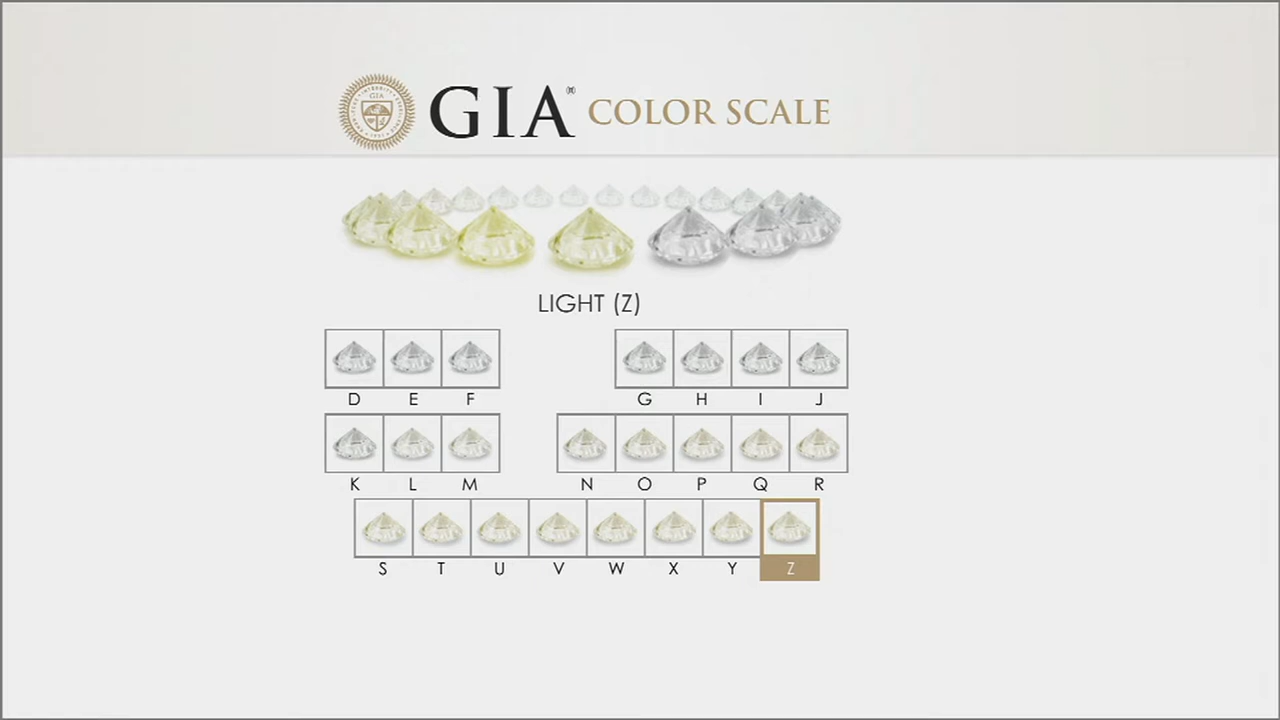 GIA® COLOR SCALE
LIGHT (Z)
D E F G H I J
K L M N O P Q R
S T U V W X Y Z